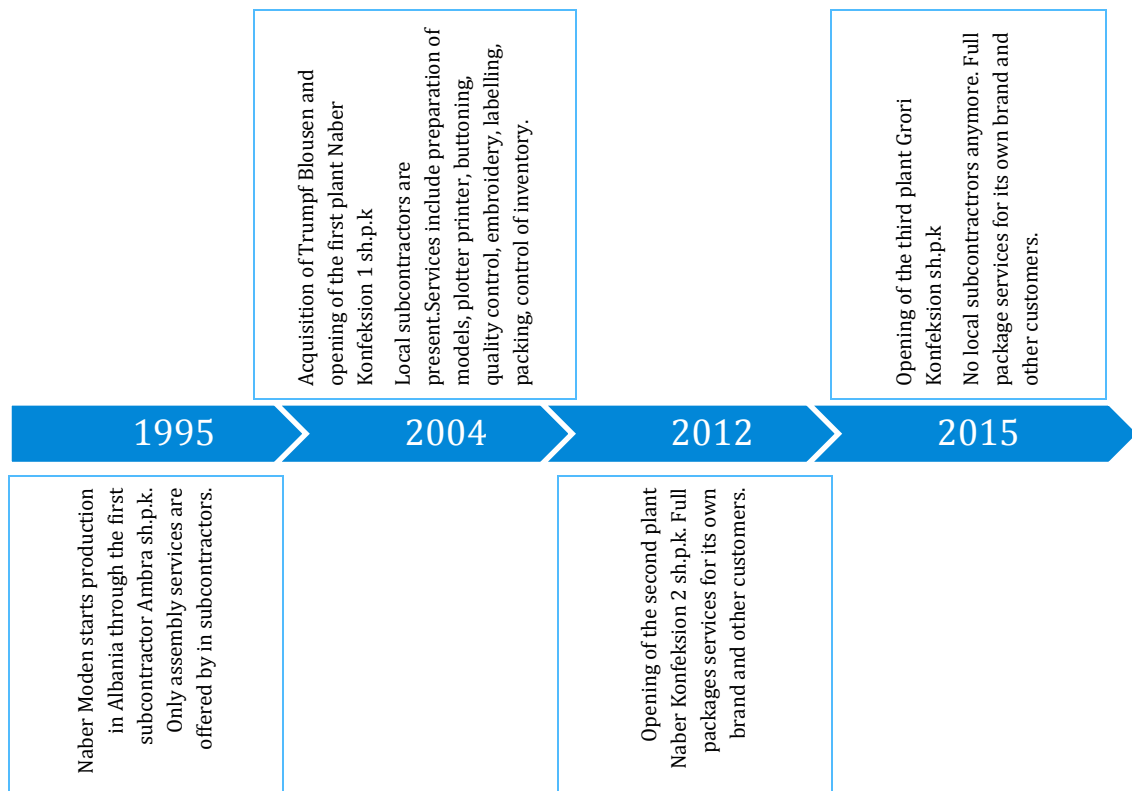 1995
Naber Moden starts production
in Albania through the first
subcontractor Ambra sh.p.k.
Only assembly services are
offered by in subcontractors.
2004
Acquisition of Trumpf Blousen and
opening of the first plant Naber
Konfeksion 1 sh.p.k
Local subcontractors are
present.Services include preparation of
models, plotter printer, buttoning,
quality control, embroidery, labelling,
packing, control of inventory.
2012
Opening of the second plant
Naber Konfeksion 2 sh.p.k. Full
packages services for its own
brand and other customers.
2015
Opening of the third plant Grori
Konfeksion sh.p.k
No local subcontractrors anymore. Full
package services for its own brand and
other customers.